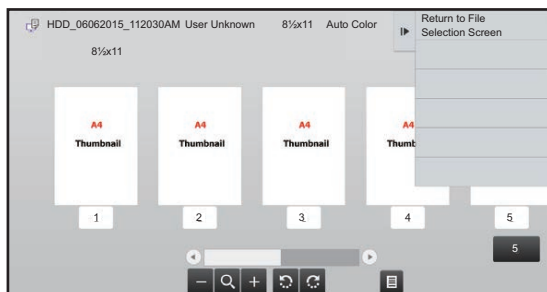 HDD_06062015_112030AM User Unknown 8½x11 Auto Color
8½x11
Return to File
Selection Screen
A4
Thumbnail
A4
Thumbnail
A4
Thumbnail
A4
Thumb
1
2
3
4
5
5